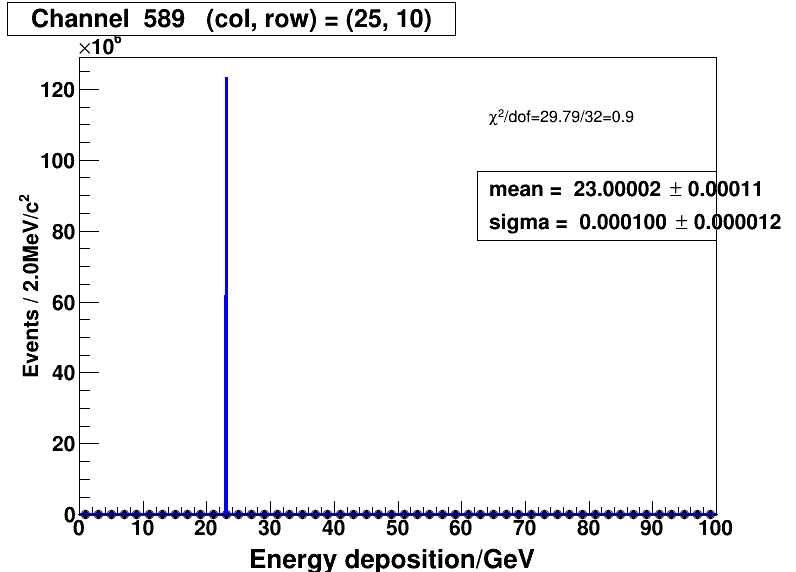 Channel  589   (col, row) = (25, 10)
×10⁶
120
100
80
60
40
20
0
Events / 2.0MeV/c²
χ²/dof=29.79/32=0.9
mean =  23.00002 ± 0.00011
sigma =  0.000100 ± 0.000012
0 10 20 30 40 50 60 70 80 90 100
Energy deposition/GeV